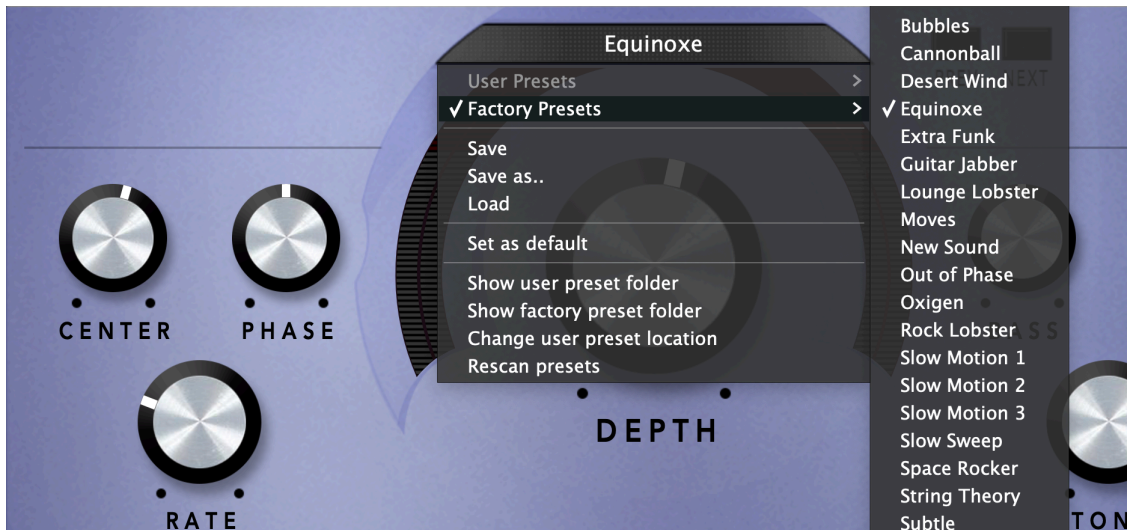 Equinoxe
User Presets
Factory Presets
Save
Save as..
Load
Set as default
Show user preset folder
Show factory preset folder
Change user preset location
Rescan presets
Bubbles
Cannonball
Desert Wind
NEXT
Equinoxe
Extra Funk
Guitar Jabber
Lounge Lobster
Moves
New Sound
Out of Phase
Oxigen
Rock Lobster
Slow Motion 1
Slow Motion 2
Slow Motion 3
Slow Sweep
Space Rocker
String Theory
Subtle
CENTER
PHASE
RATE
DEPTH